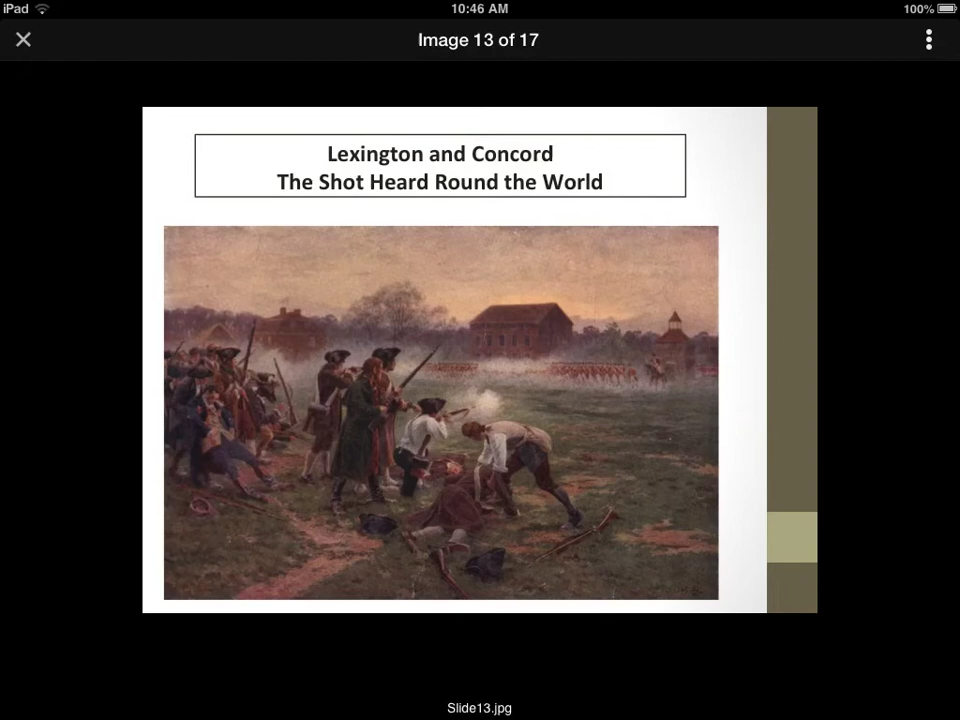 iPad
10:46 AM
100%
Image 13 of 17
Lexington and Concord
The Shot Heard Round the World
Slide13.jpg